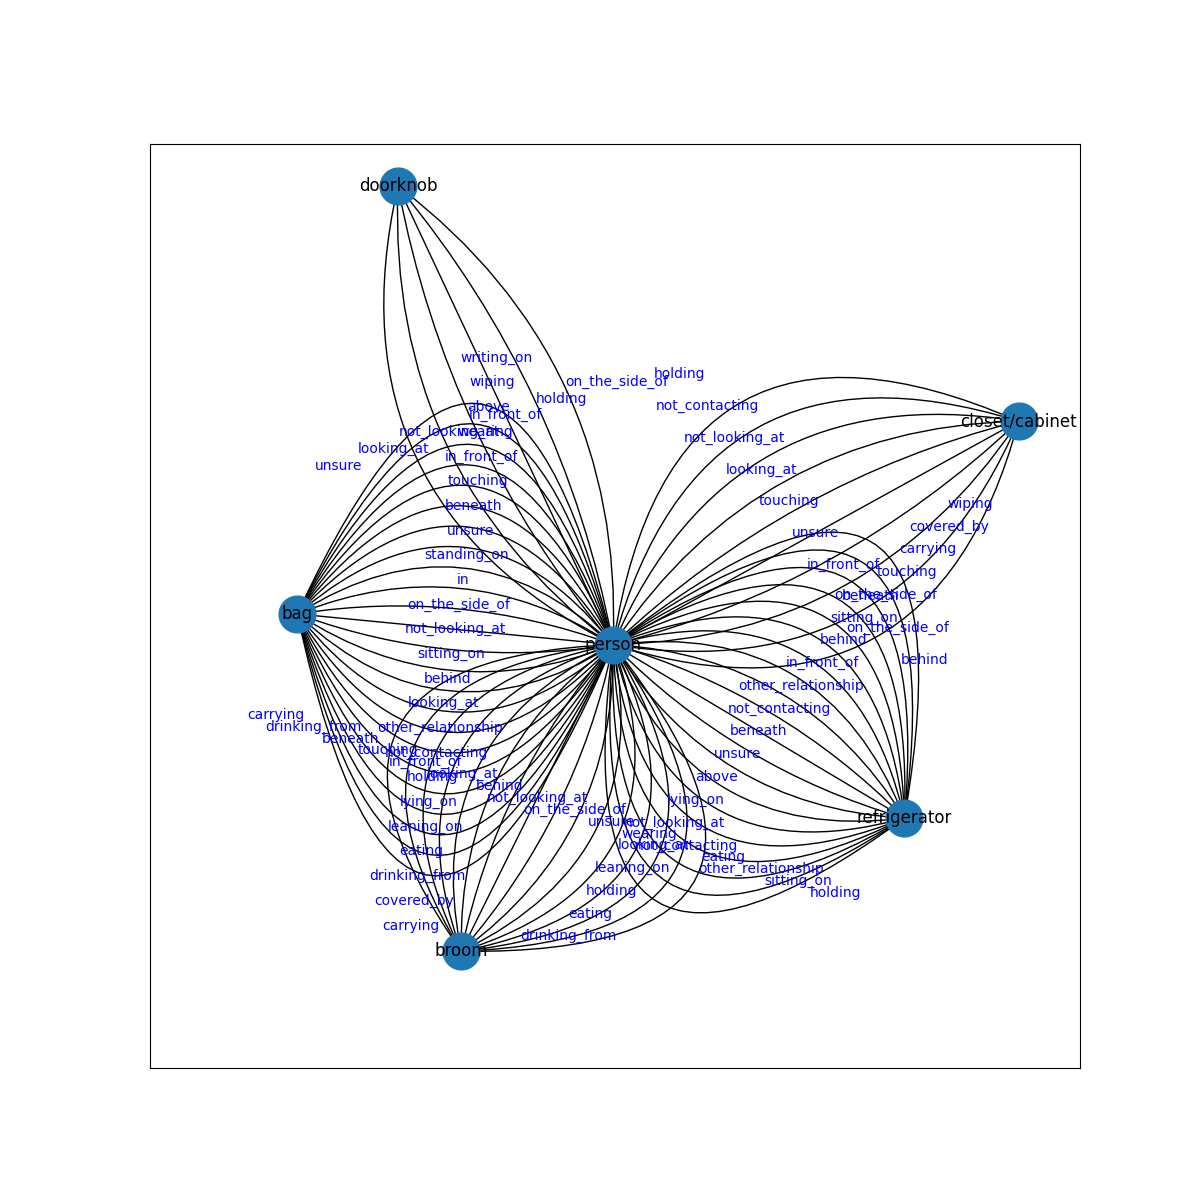 doorknob
writing_on
holding
wiping
on_the_side_of
holding
above
not_contacting
in_front_of
closet/cabinet
not_looking_at
wearing
not_looking_at
looking_at
in_front_of
unsure
looking_at
touching
touching
beneath
wiping
unsure
unsure
covered_by
standing_on
carrying
in_front_of
touching
in
beneath
on_the_side_of
on_the_side_of
bag
sitting_on
not_looking_at
on_the_side_of
behind
person
sitting_on
behind
in_front_of
behind
other_relationship
looking_at
not_contacting
carrying
drinking_from
other_relationship
beneath
beneath
touching
not_contacting
unsure
in_front_of
holding
looking_at
above
behind
not_looking_at
lying_on
lying_on
on_the_side_of
refrigerator
unsure
not_looking_at
leaning_on
wearing
looking_at
not_contacting
eating
eating
leaning_on
other_relationship
drinking_from
sitting_on
holding
holding
covered_by
eating
carrying
drinking_from
broom